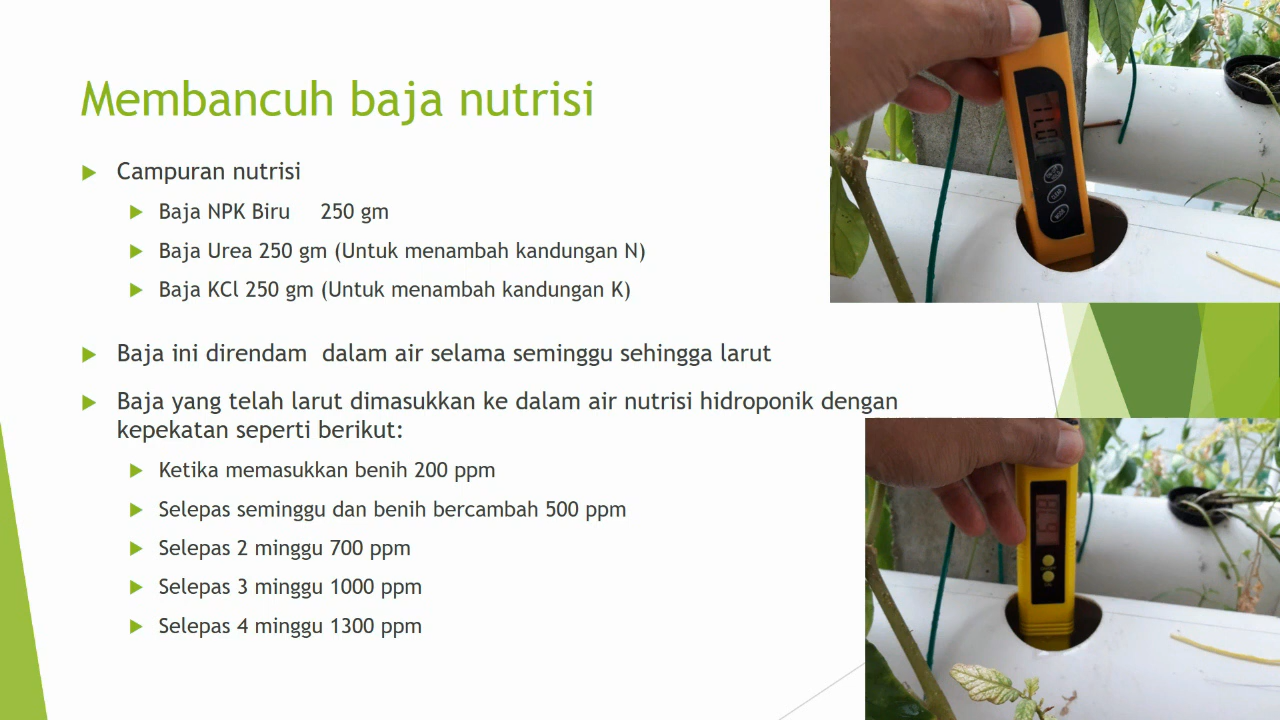 Membancuh baja nutrisi
Campuran nutrisi
Baja NPK Biru 250 gm
Baja Urea 250 gm (Untuk menambah kandungan N)
Baja KCl 250 gm (Untuk menambah kandungan K)
Baja ini direndam dalam air selama seminggu sehingga larut
Baja yang telah larut dimasukkan ke dalam air nutrisi hidroponik dengan
kepekatan seperti berikut:
Ketika memasukkan benih 200 ppm
Selepas seminggu dan benih bercambah 500 ppm
Selepas 2 minggu 700 ppm
Selepas 3 minggu 1000 ppm
Selepas 4 minggu 1300 ppm